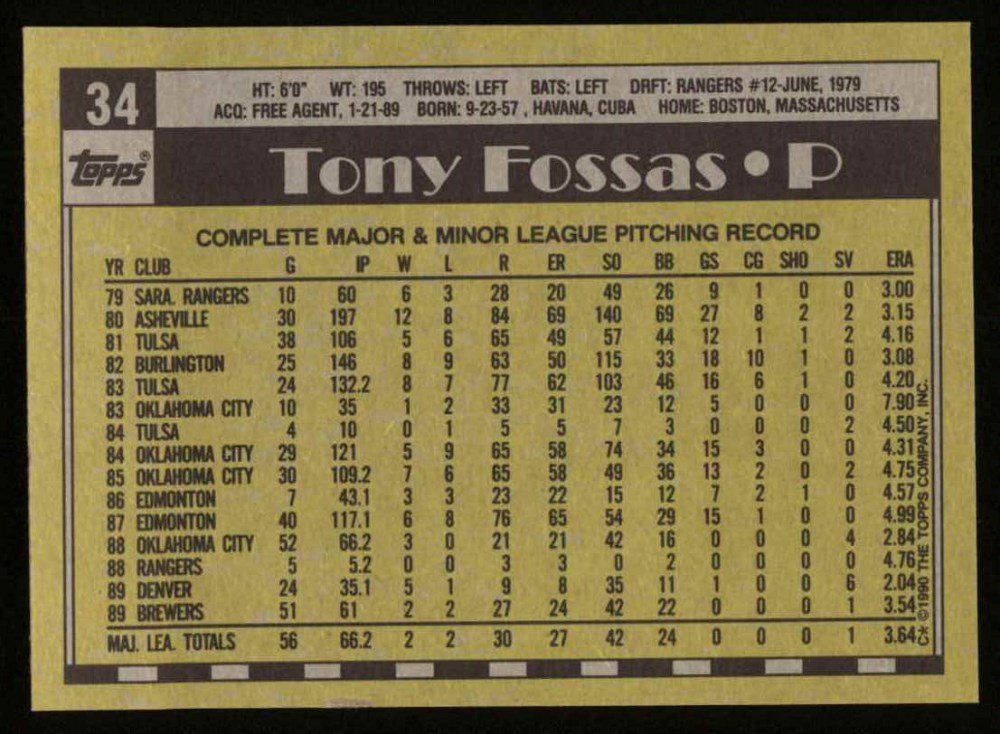 34
HT: 6'0" WT: 195 THROWS: LEFT BATS: LEFT DRFT: RANGERS #12-JUNE, 1979
ACQ: FREE AGENT, 1-21-89 BORN: 9-23-57 , HAVANA, CUBA HOME: BOSTON, MASSACHUSETTS
topps®
Tony Fossas • P
COMPLETE MAJOR & MINOR LEAGUE PITCHING RECORD
YR CLUB G IP W L R ER SO BB GS CG SHO SV ERA
79 SARA. RANGERS 10 60 6 3 28 20 49 26 9 1 0 0 3.00
80 ASHEVILLE 30 197 12 8 84 69 140 69 27 8 2 2 3.15
81 TULSA 38 106 5 6 65 49 57 44 12 1 1 2 4.16
82 BURLINGTON 25 146 8 9 63 50 115 33 18 10 1 0 3.08
83 TULSA 24 132.2 8 7 77 62 103 46 16 6 1 0 4.20
83 OKLAHOMA CITY 10 35 1 2 33 31 23 12 5 0 0 0 7.90
84 TULSA 4 10 0 1 5 5 7 3 0 0 0 2 4.50
84 OKLAHOMA CITY 29 121 5 9 65 58 74 34 15 3 0 0 4.31
85 OKLAHOMA CITY 30 109.2 7 6 65 58 49 36 13 2 0 2 4.75
86 EDMONTON 7 43.1 3 3 23 22 15 12 7 2 1 0 4.57
87 EDMONTON 40 117.1 6 8 76 65 54 29 15 1 0 0 4.99
88 OKLAHOMA CITY 52 66.2 3 0 21 21 42 16 0 0 0 4 2.84
88 RANGERS 5 5.2 0 0 3 3 0 2 0 0 0 0 4.76
89 DENVER 24 35.1 5 1 9 8 35 11 1 0 0 6 2.04
89 BREWERS 51 61 2 2 27 24 42 22 0 0 0 1 3.54
MAJ. LEA. TOTALS 56 66.2 2 2 30 27 42 24 0 0 0 1 3.64
C* ©1990 THE TOPPS COMPANY, INC.